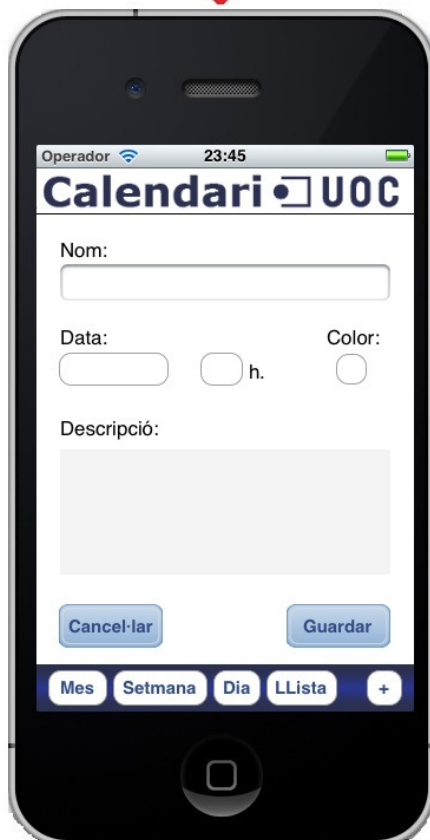 Operador 23:45
Calendari UOC
Nom:
Data: Color:
h.
Descripció:
Cancel·lar Guardar
Mes Setmana Dia LLista +